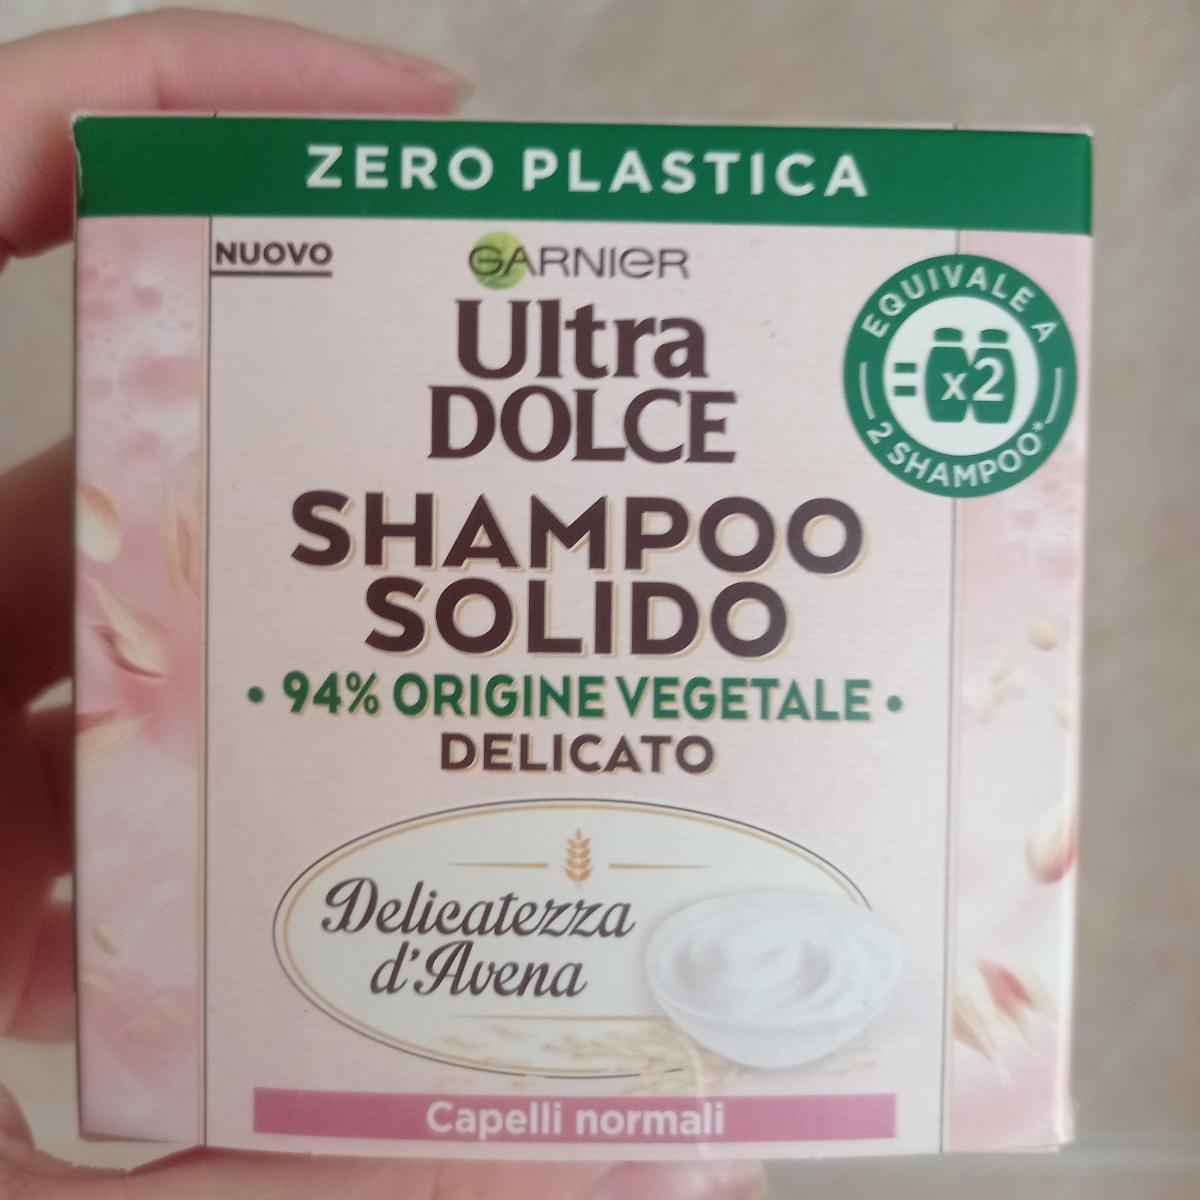 ZERO PLASTICA
NUOVO
GARNIER
Ultra
DOLCE
EQUIVALE A
= x2
2 SHAMPOO*
SHAMPOO
SOLIDO
• 94% ORIGINE VEGETALE •
DELICATO
Delicatezza
d'Avena
Capelli normali